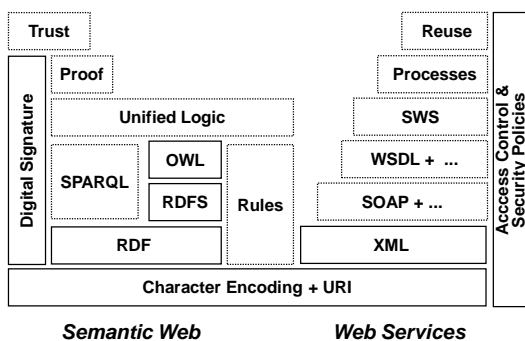 Trust
Reuse
Proof
Processes
Digital Signature
Unified Logic
SWS
Acccess Control &
Security Policies
OWL
WSDL + ...
SPARQL
RDFS
Rules
SOAP + ...
RDF
XML
Character Encoding + URI
Semantic Web
Web Services